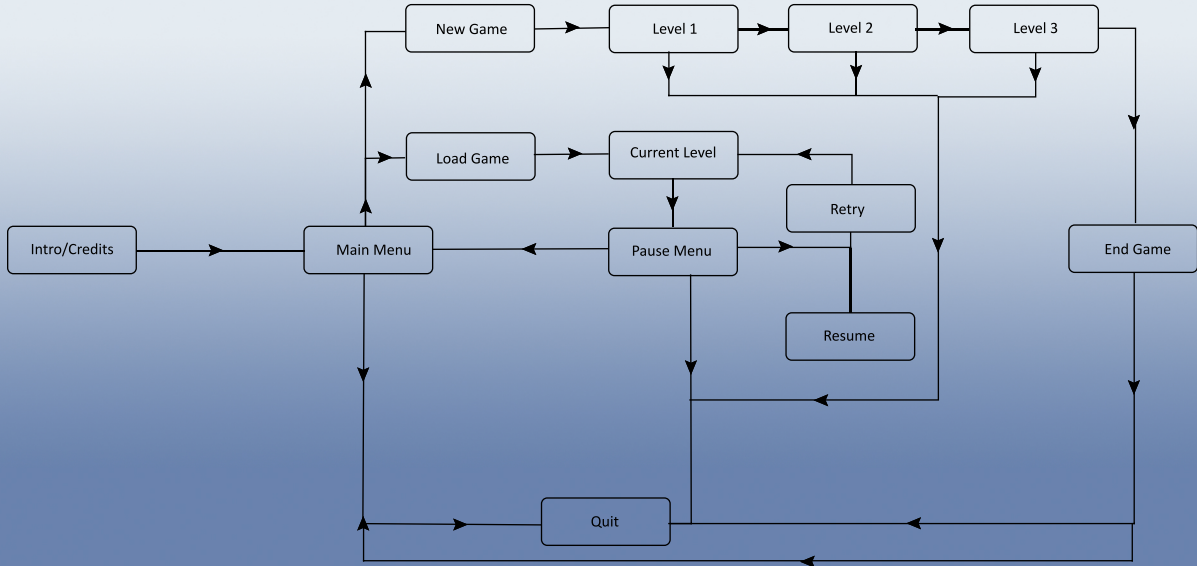 New Game
Level 1
Level 2
Level 3
Load Game
Current Level
Retry
Intro/Credits
Main Menu
Pause Menu
End Game
Resume
Quit